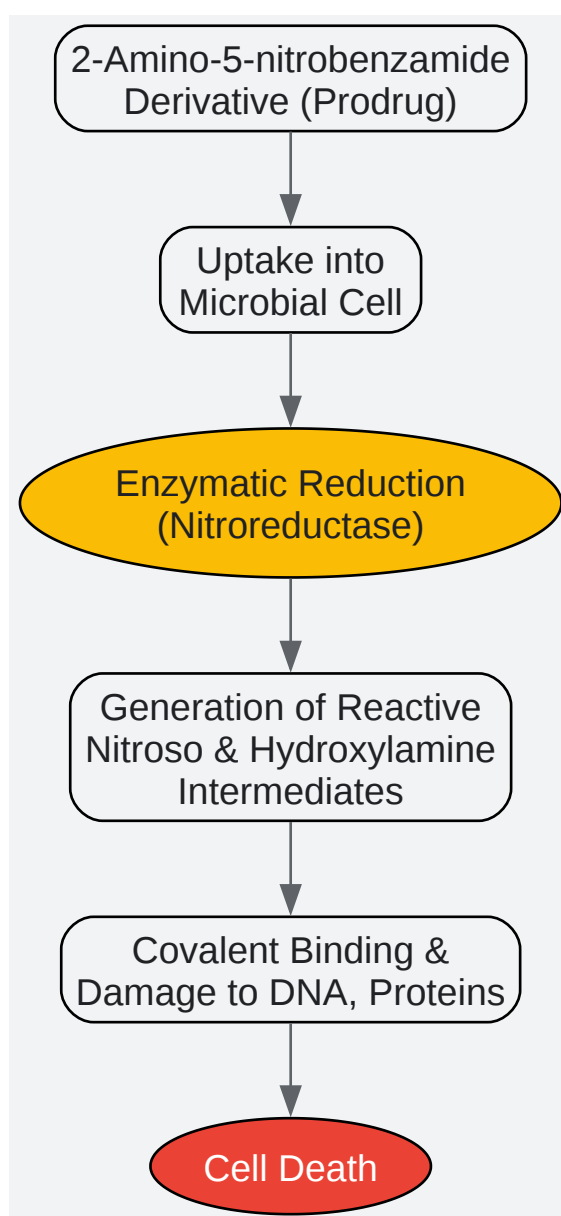 2-Amino-5-nitrobenzamide
Derivative (Prodrug)
Uptake into
Microbial Cell
Enzymatic Reduction
(Nitroreductase)
Generation of Reactive
Nitroso & Hydroxylamine
Intermediates
Covalent Binding &
Damage to DNA, Proteins
Cell Death